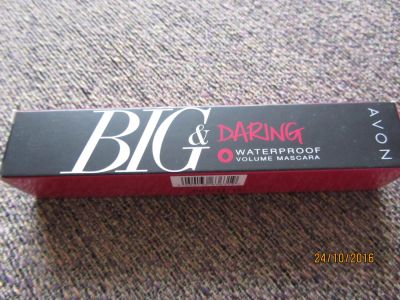 BIG & DARING
WATERPROOF
VOLUME MASCARA
AVON
24/10/2016